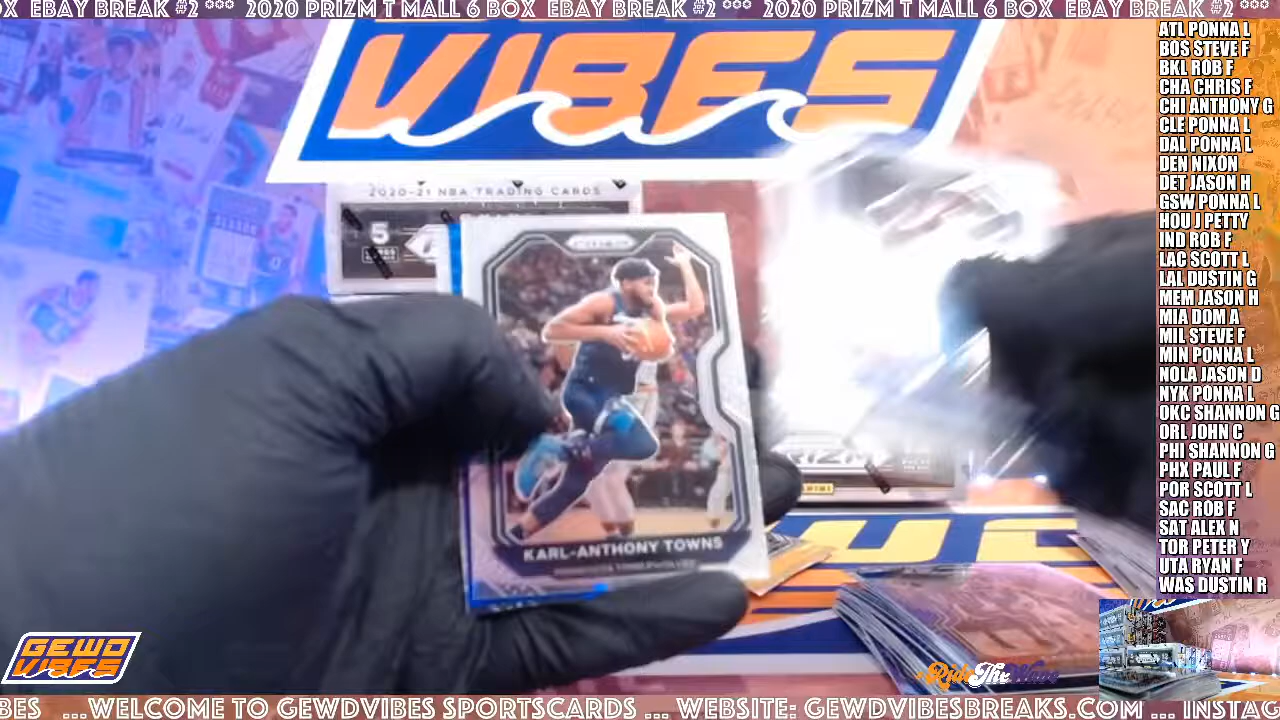 OX EBAY BREAK #2 *** 2020 PRIZM T MALL 6 BOX EBAY BREAK #2 *** 2020 PRIZM T MALL 6 BOX EBAY BREAK #2 ***
VIBES
2020-21 NBA TRADING CARDS
5
PRIZM
KARL-ANTHONY TOWNS
PANINI
ATL PONNA L
BOS STEVE F
BKL ROB F
CHA CHRIS F
CHI ANTHONY G
CLE PONNA L
DAL PONNA L
DEN NIXON
DET JASON H
GSW PONNA L
HOU J PETTY
IND ROB F
LAC SCOTT L
LAL DUSTIN G
MEM JASON H
MIA DOM A
MIL STEVE F
MIN PONNA L
NOLA JASON D
NYK PONNA L
OKC SHANNON G
ORL JOHN C
PHI SHANNON G
PHX PAUL F
POR SCOTT L
SAC ROB F
SAT ALEX N
TOR PETER Y
UTA RYAN F
WAS DUSTIN R
GEWD
VIBES
#RideTheWave
BES ...WELCOME TO GEWDVIBES SPORTSCARDS ... WEBSITE: GEWDVIBESBREAKS.COM ... INSTAG